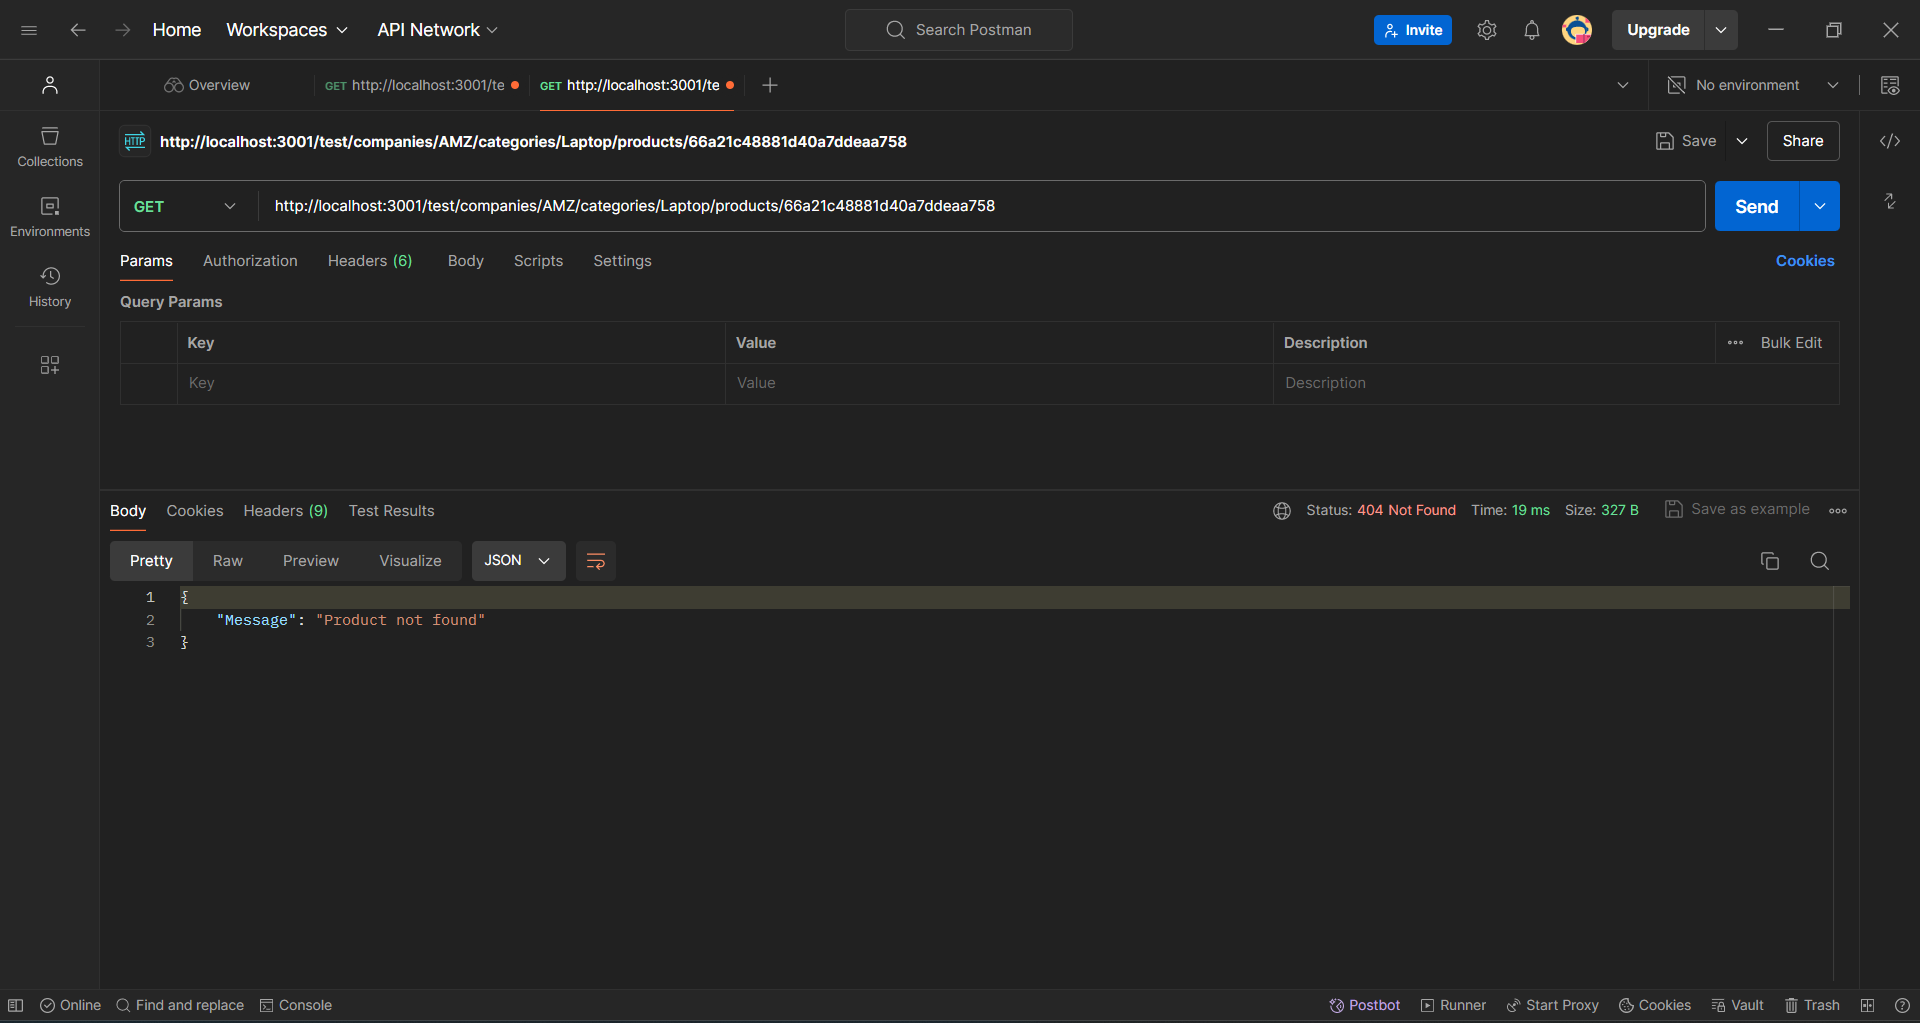 Home Workspaces API Network Search Postman Invite Upgrade
Overview GET http://localhost:3001/te GET http://localhost:3001/te No environment
HTTP http://localhost:3001/test/companies/AMZ/categories/Laptop/products/66a21c48881d40a7ddeaa758 Save Share
Collections
GET http://localhost:3001/test/companies/AMZ/categories/Laptop/products/66a21c48881d40a7ddeaa758 Send
Environments
Params Authorization Headers (6) Body Scripts Settings Cookies
History
Query Params
Key Value Description Bulk Edit
Key Value Description
Body Cookies Headers (9) Test Results Status: 404 Not Found Time: 19 ms Size: 327 B Save as example
Pretty Raw Preview Visualize JSON
1 {
2 "Message": "Product not found"
3 }
Online Find and replace Console Postbot Runner Start Proxy Cookies Vault Trash